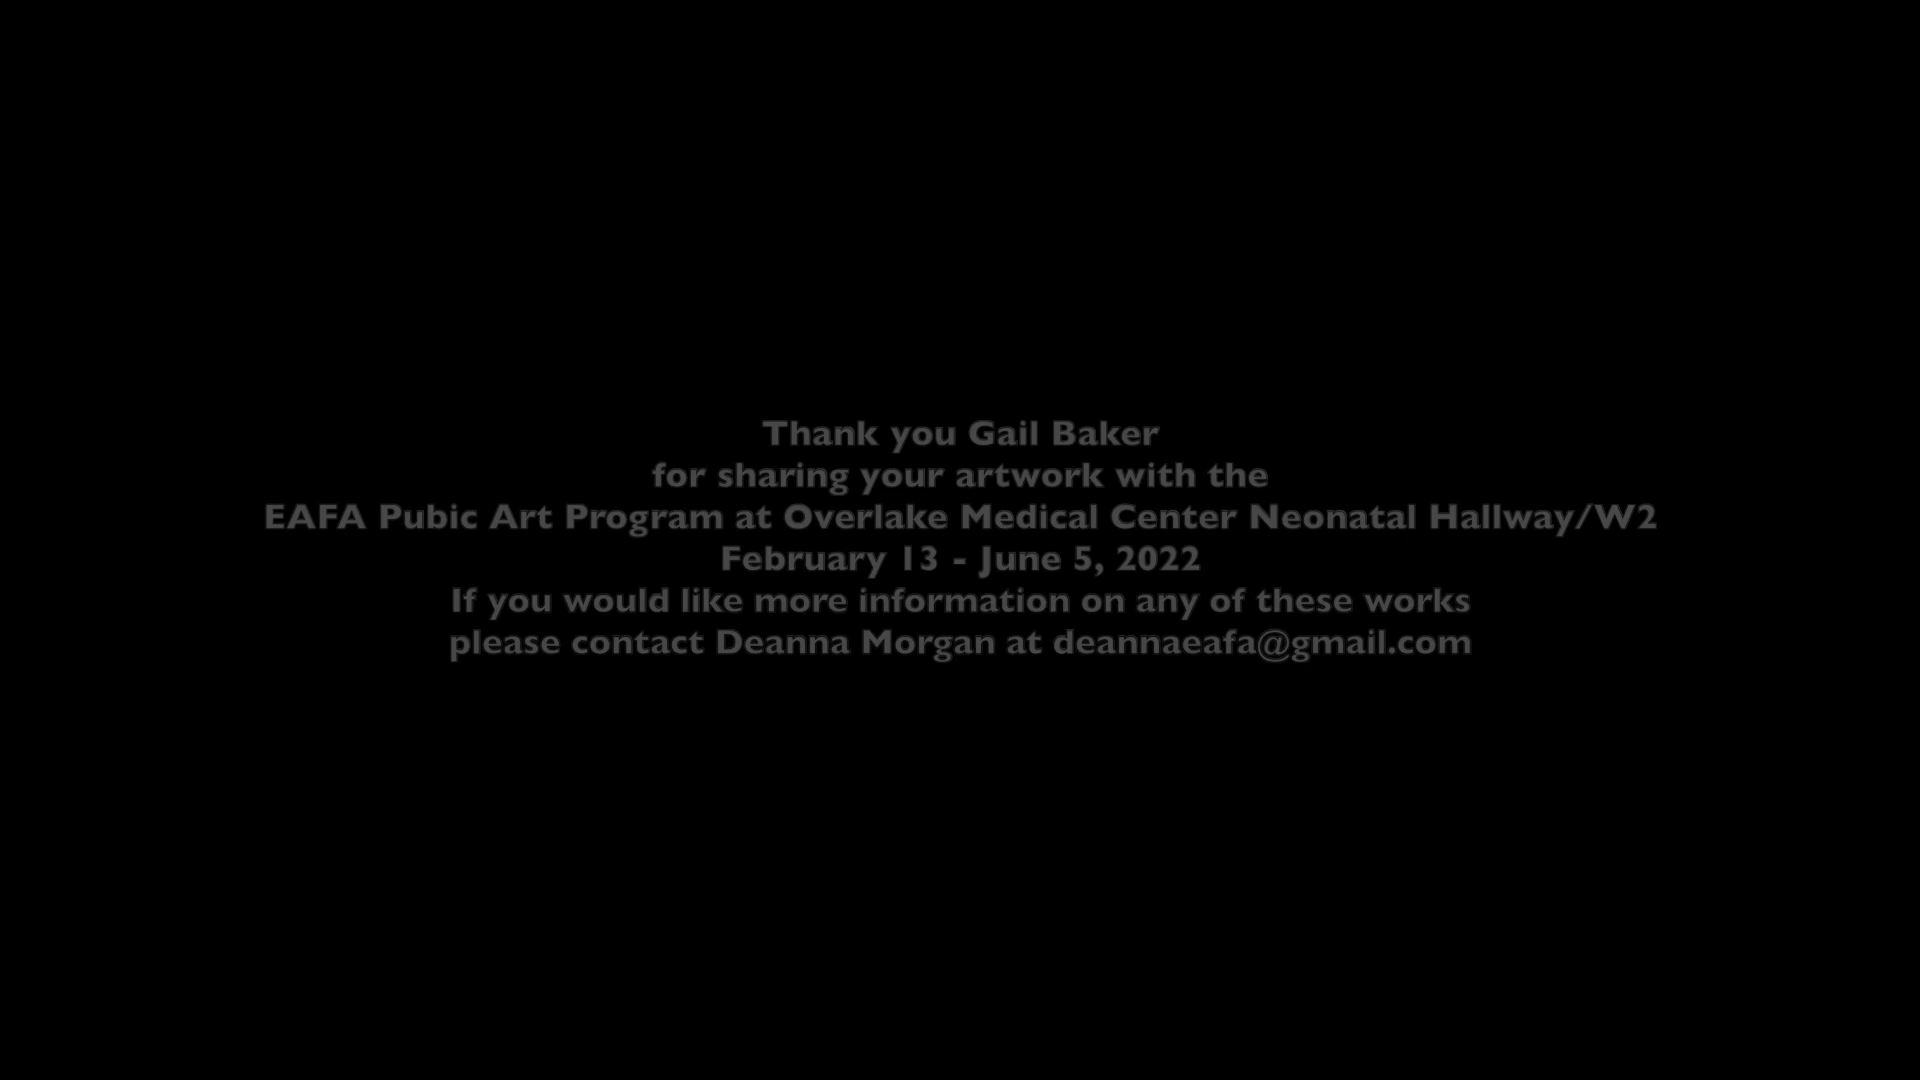 Thank you Gail Baker
for sharing your artwork with the
EAFA Pubic Art Program at Overlake Medical Center Neonatal Hallway/W2
February 13 - June 5, 2022
If you would like more information on any of these works
please contact Deanna Morgan at deannaeafa@gmail.com